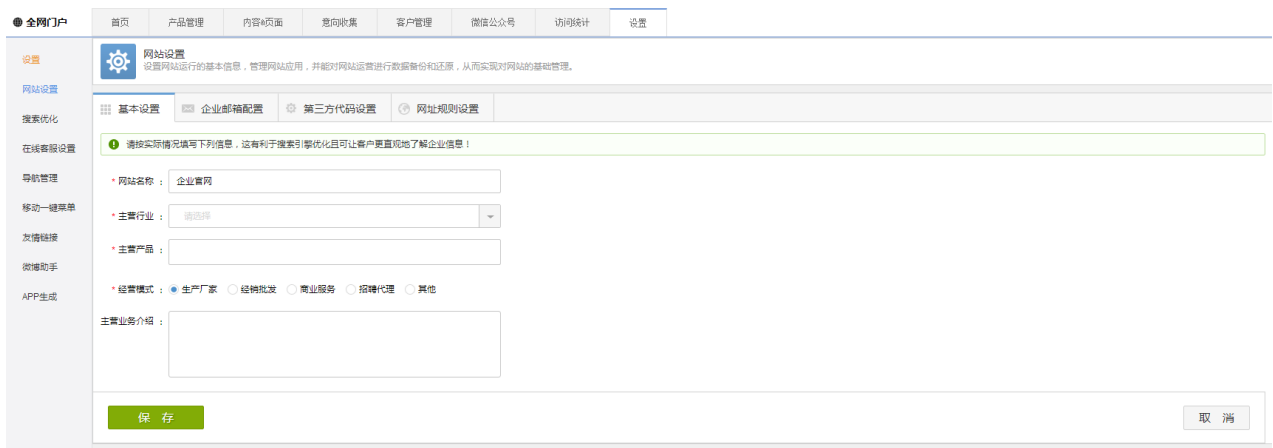 全网门户 首页 产品管理 内容e页面 意向收集 客户管理 微信公众号 访问统计 设置
设置
网站设置
搜索优化
在线客服设置
导航管理
移动一键菜单
友情链接
微博助手
APP生成
网站设置
设置网站运行的基本信息，管理网站应用，并能对网站运营进行数据备份和还原，从而实现对网站的基础管理。
基本设置 企业邮箱配置 第三方代码设置 网址规则设置
请按实际情况填写下列信息，这有利于搜索引擎优化且可让客户更直观地了解企业信息！
* 网站名称 ： 企业官网
* 主营行业 ： 请选择
* 主营产品 ：
* 经营模式 ： 生产厂家 经销批发 商业服务 招聘代理 其他
主营业务介绍 ：
保 存 取 消